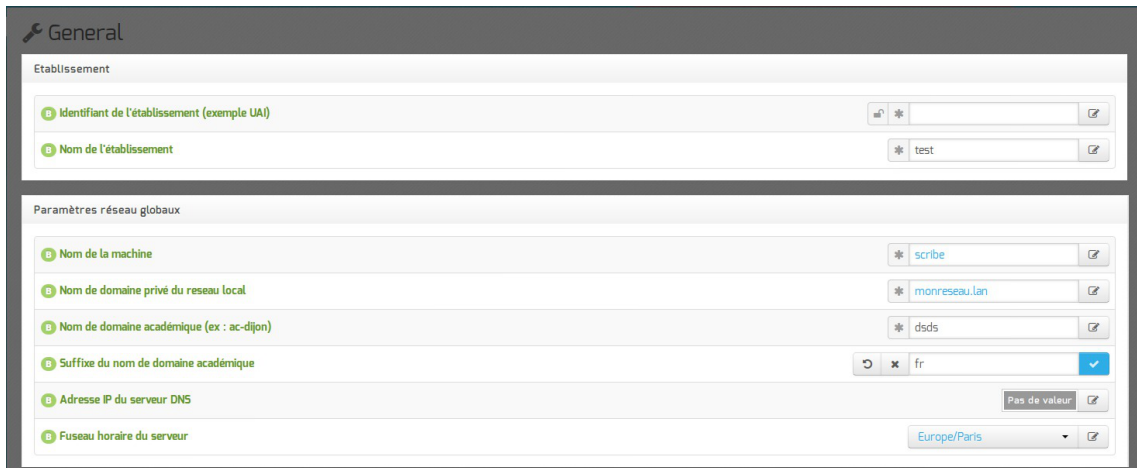 General
Etablissement
B Identifiant de l'établissement (exemple UAI)
B Nom de l'établissement test
Paramètres réseau globaux
B Nom de la machine scribe
B Nom de domaine privé du reseau local monreseau.lan
B Nom de domaine académique (ex : ac-dijon) dsds
B Suffixe du nom de domaine académique fr
B Adresse IP du serveur DNS Pas de valeur
B Fuseau horaire du serveur Europe/Paris